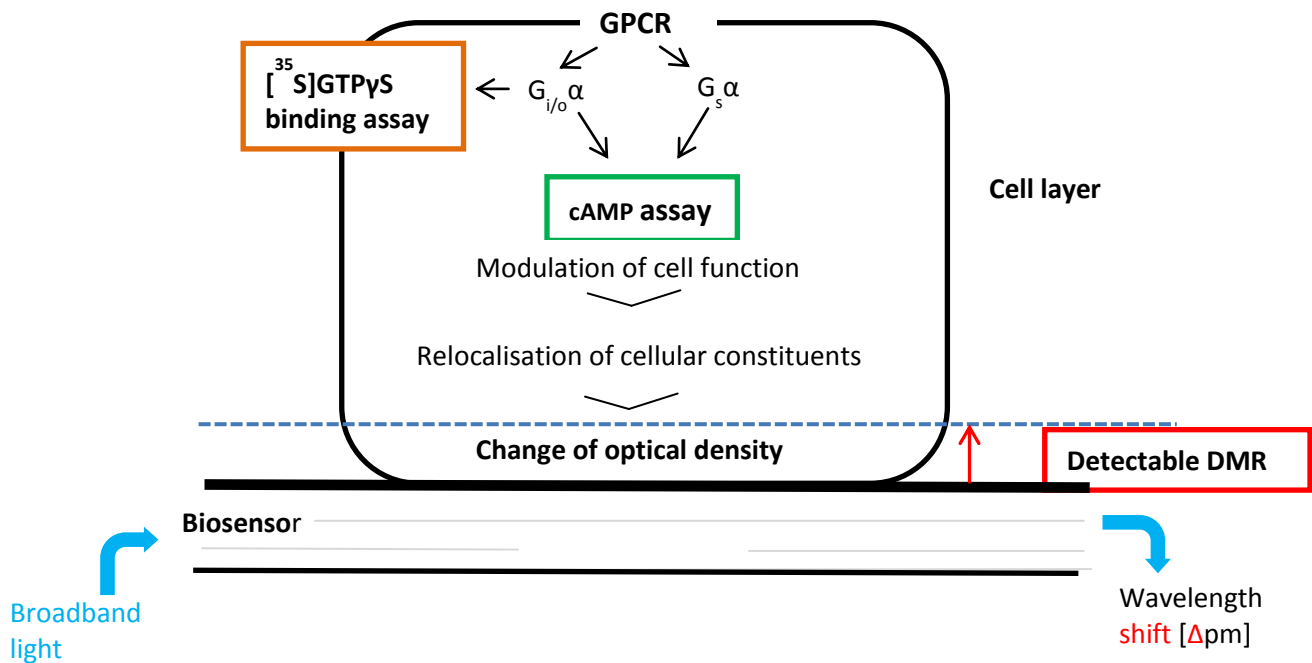 GPCR
[³⁵S]GTPγS
binding assay
Gᵢ/ₒα
Gₛα
cAMP assay
Cell layer
Modulation of cell function
Relocalisation of cellular constituents
Change of optical density
Detectable DMR
Biosensor
Broadband
light
Wavelength
shift [Δpm]